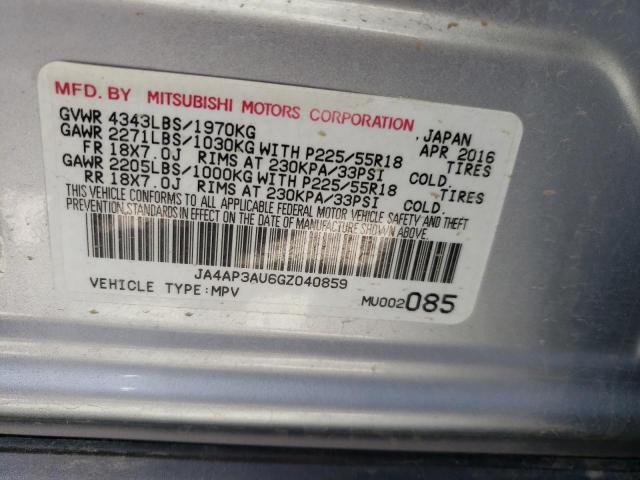 MFD. BY MITSUBISHI MOTORS CORPORATION, JAPAN
GVWR 4343LBS/1970KG APR 2016
GAWR 2271LBS/1030KG WITH P225/55R18 TIRES
FR 18X7.0J RIMS AT 230KPA/33PSI COLD.
GAWR 2205LBS/1000KG WITH P225/55R18 TIRES
RR 18X7.0J RIMS AT 230KPA/33PSI COLD.
THIS VEHICLE CONFORMS TO ALL APPLICABLE FEDERAL MOTOR VEHICLE SAFETY AND THEFT
PREVENTION STANDARDS IN EFFECT ON THE DATE OF MANUFACTURE SHOWN ABOVE.
JA4AP3AU6GZ040859
VEHICLE TYPE:MPV MU002085